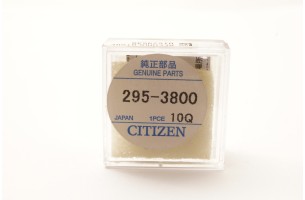 純正部品
GENUINE PARTS
295-3800
JAPAN 1PCE 10Q
CITIZEN